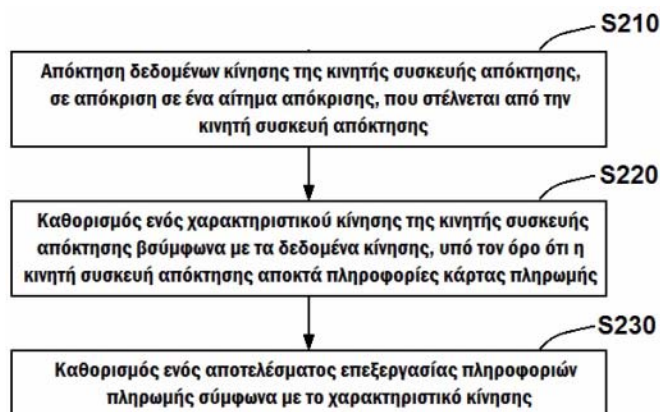 S210
Απόκτηση δεδομένων κίνησης της κινητής συσκευής απόκτησης,
σε απόκριση σε ένα αίτημα απόκρισης, που στέλνεται από την
κινητή συσκευή απόκτησης
S220
Καθορισμός ενός χαρακτηριστικού κίνησης της κινητής συσκευής
απόκτησης βσύμφωνα με τα δεδομένα κίνησης, υπό τον όρο ότι η
κινητή συσκευή απόκτησης αποκτά πληροφορίες κάρτας πληρωμής
S230
Καθορισμός ενός αποτελέσματος επεξεργασίας πληροφοριών
πληρωμής σύμφωνα με το χαρακτηριστικό κίνησης